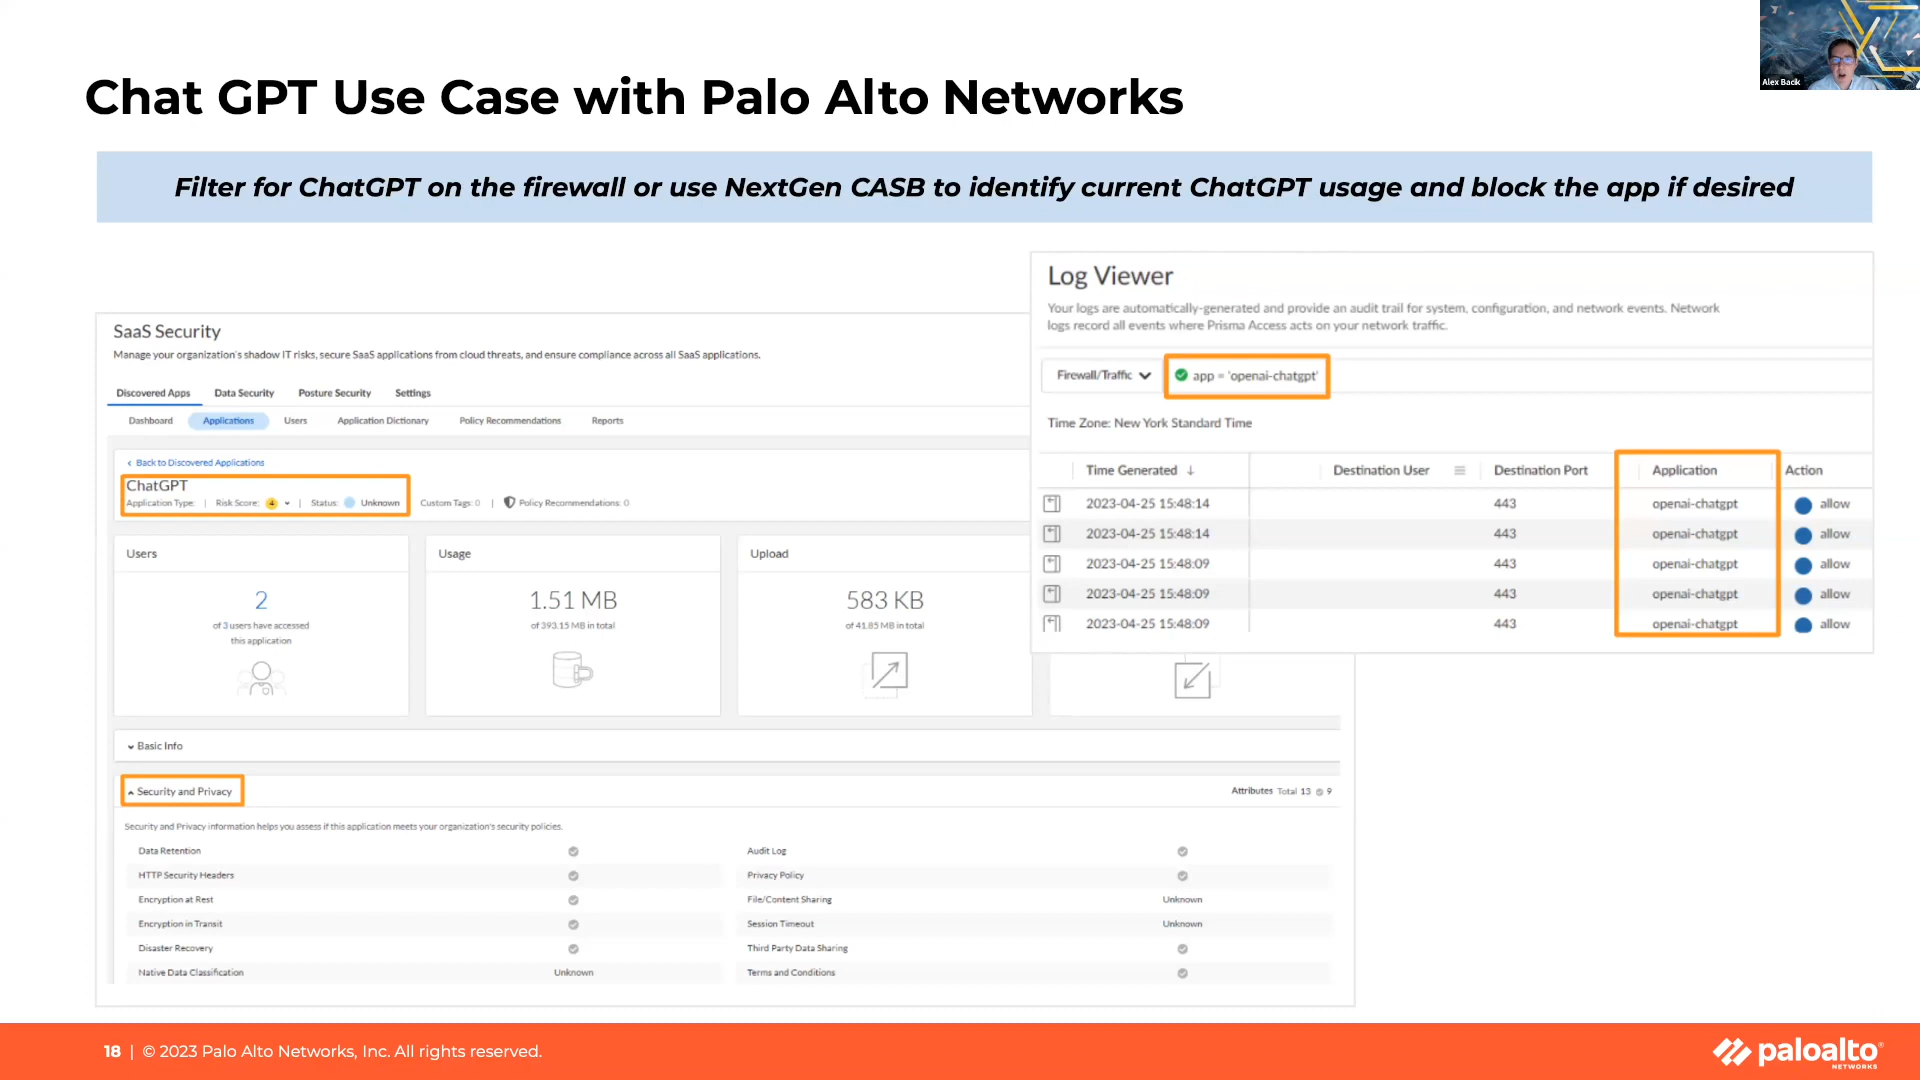 Alex Back
Chat GPT Use Case with Palo Alto Networks
Filter for ChatGPT on the firewall or use NextGen CASB to identify current ChatGPT usage and block the app if desired
SaaS Security
Manage your organization's shadow IT risks, secure SaaS applications from cloud threats, and ensure compliance across all SaaS applications.
Discovered Apps Data Security Posture Security Settings
Dashboard Applications Users Application Dictionary Policy Recommendations Reports
Back to Discovered Applications
ChatGPT
Application Type: | Risk Score: 4 | Status: Unknown Custom Tags: 0 | Policy Recommendations: 0
Users Usage Upload
2 1.51 MB 583 KB
of 3 users have accessed of 393.15 MB in total of 41.85 MB in total
this application
Basic Info
Security and Privacy Attributes Total 13 9
Security and Privacy information helps you assess if this application meets your organization's security policies.
Data Retention Audit Log
HTTP Security Headers Privacy Policy
Encryption at Rest File/Content Sharing Unknown
Encryption in Transit Session Timeout Unknown
Disaster Recovery Third Party Data Sharing
Native Data Classification Unknown Terms and Conditions
Log Viewer
Your logs are automatically-generated and provide an audit trail for system, configuration, and network events. Network
logs record all events where Prisma Access acts on your network traffic.
Firewall/Traffic app = 'openai-chatgpt'
Time Zone: New York Standard Time
Time Generated Destination User Destination Port Application Action
2023-04-25 15:48:14 443 openai-chatgpt allow
2023-04-25 15:48:14 443 openai-chatgpt allow
2023-04-25 15:48:09 443 openai-chatgpt allow
2023-04-25 15:48:09 443 openai-chatgpt allow
2023-04-25 15:48:09 443 openai-chatgpt allow
18 | © 2023 Palo Alto Networks, Inc. All rights reserved.
paloalto®
NETWORKS